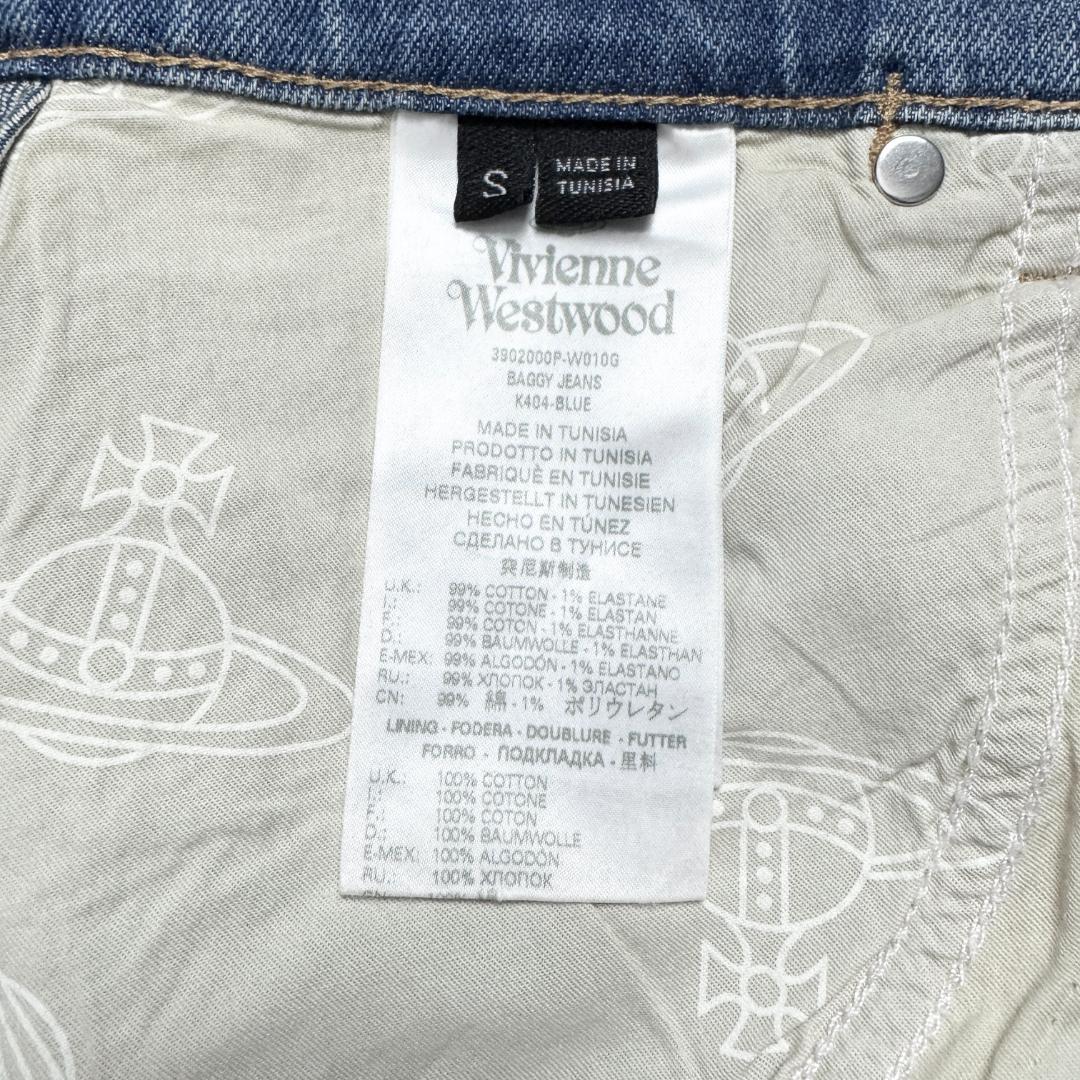 S
MADE IN
TUNISIA
Vivienne
Westwood
3902000P-W010G
BAGGY JEANS
K404-BLUE
MADE IN TUNISIA
PRODOTTO IN TUNISIA
FABRIQUÈ EN TUNISIE
HERGESTELLT IN TUNESIEN
HECHO EN TÚNEZ
СДЕЛАНО В ТУНИСЕ
突尼斯制造
U.K.: 99% COTTON - 1% ELASTANE
I.: 99% COTONE - 1% ELASTAN
F.: 99% COTON - 1% ELASTHANNE
D.: 99% BAUMWOLLE - 1% ELASTHAN
E-MEX: 99% ALGODÓN - 1% ELASTANO
RU.: 99% ХЛОПОК - 1% ЭЛАСТАН
CN: 99% 綿 - 1% ポリウレタン
LINING - FODERA - DOUBLURE - FUTTER
FORRO - ПОДКЛАДКА - 里料
U.K.: 100% COTTON
I.: 100% COTONE
F.: 100% COTON
D.: 100% BAUMWOLLE
E-MEX: 100% ALGODÓN
RU.: 100% ХЛОПОК